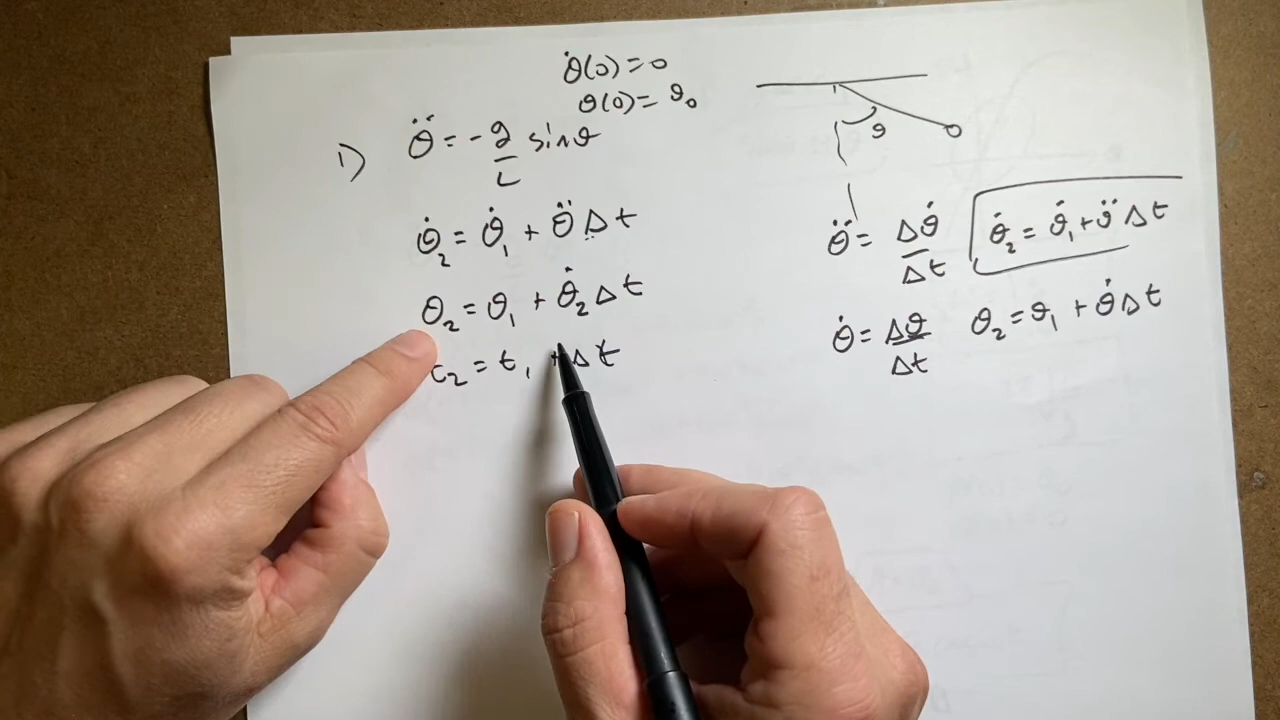 θ̇(0)=0
θ(0)=θ₀
1) θ̈ = -g/L sinθ
θ
θ̇₂ = θ̇₁ + θ̈ Δt
θ₂ = θ₁ + θ̇₂ Δt
t₂ = t₁ + Δt
θ̈ = Δθ̇/Δt
θ̇₂ = θ̇₁ + θ̈ Δt
θ̇ = Δθ/Δt
θ₂ = θ₁ + θ̇ Δt